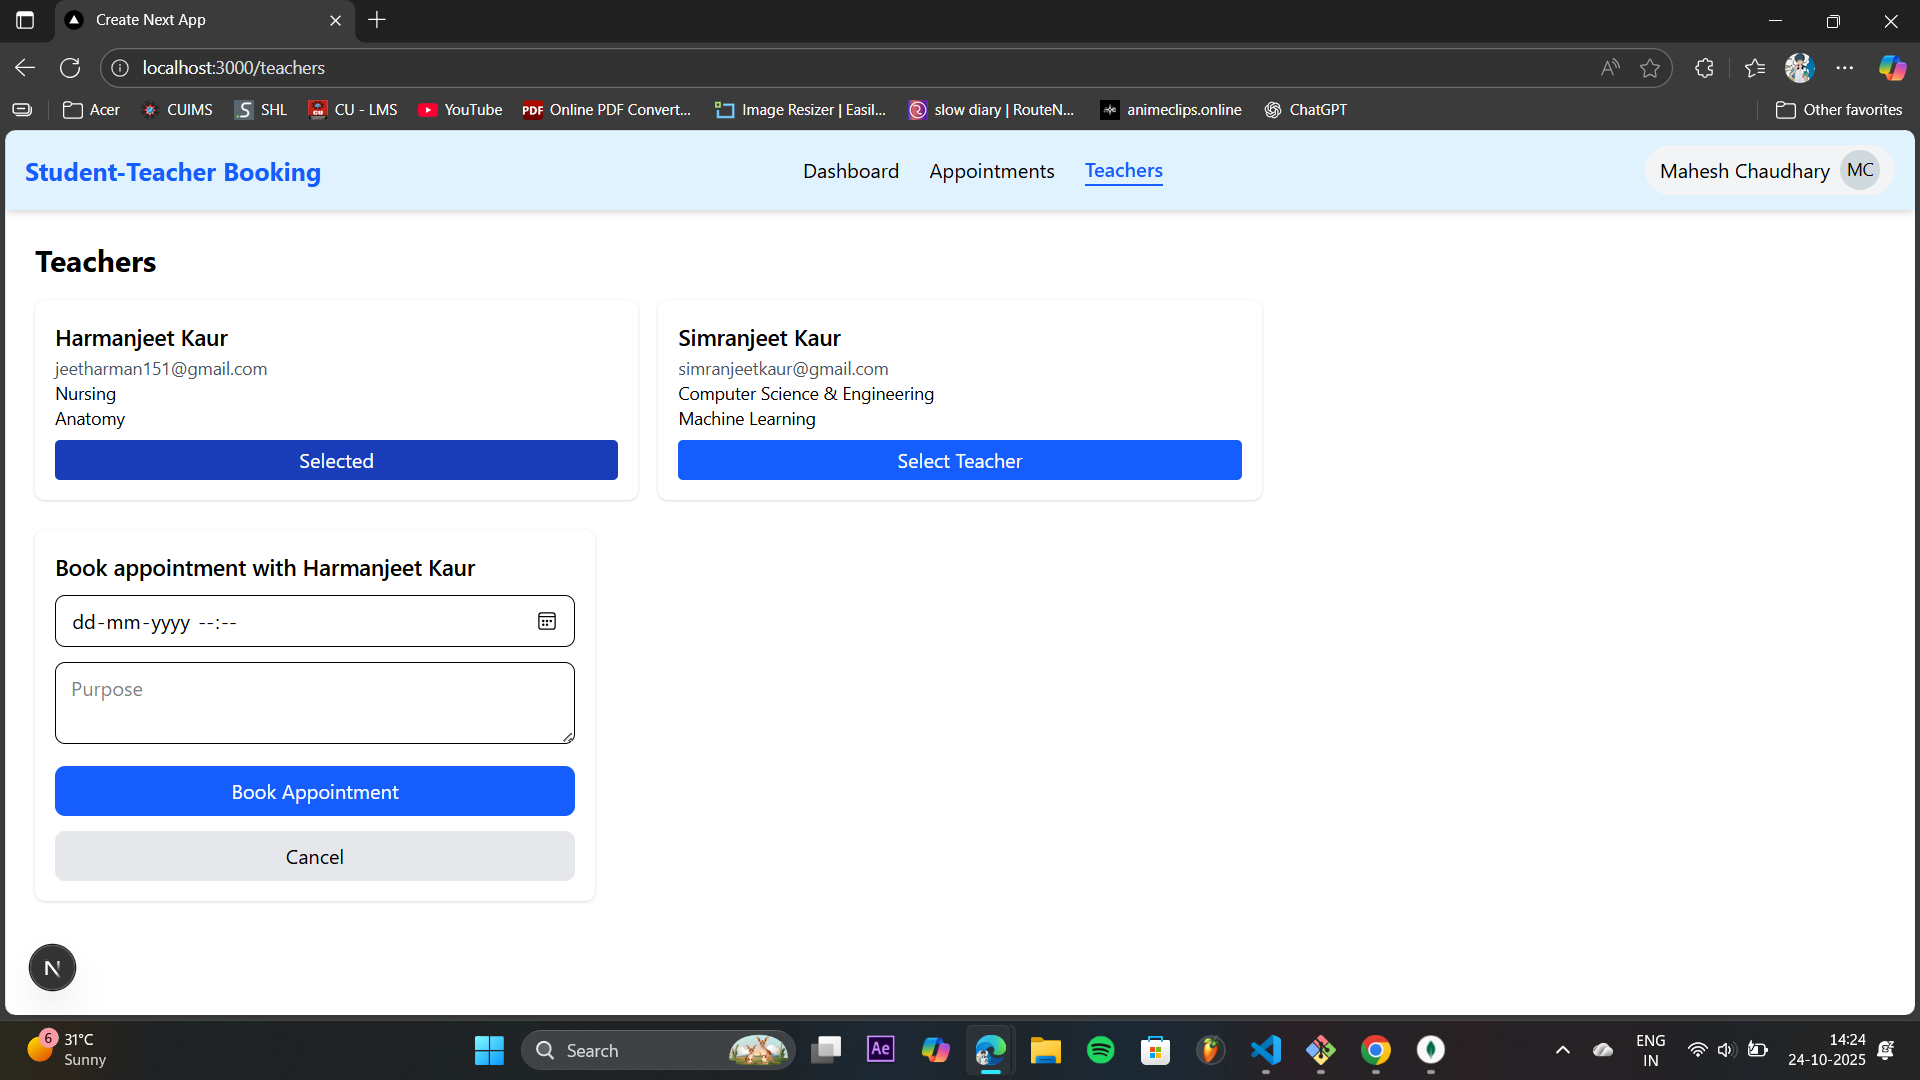 Create Next App
localhost:3000/teachers
Acer CUIMS SHL CU - LMS YouTube PDF Online PDF Convert... Image Resizer | Easil... slow diary | RouteN... animeclips.online ChatGPT Other favorites
Student-Teacher Booking Dashboard Appointments Teachers Mahesh Chaudhary MC
Teachers
Harmanjeet Kaur
jeetharman151@gmail.com
Nursing
Anatomy
Selected
Simranjeet Kaur
simranjeetkaur@gmail.com
Computer Science & Engineering
Machine Learning
Select Teacher
Book appointment with Harmanjeet Kaur
dd-mm-yyyy --:--
Purpose
Book Appointment
Cancel
N
6 31°C
Sunny
Search
Ae
ENG
IN
14:24
24-10-2025